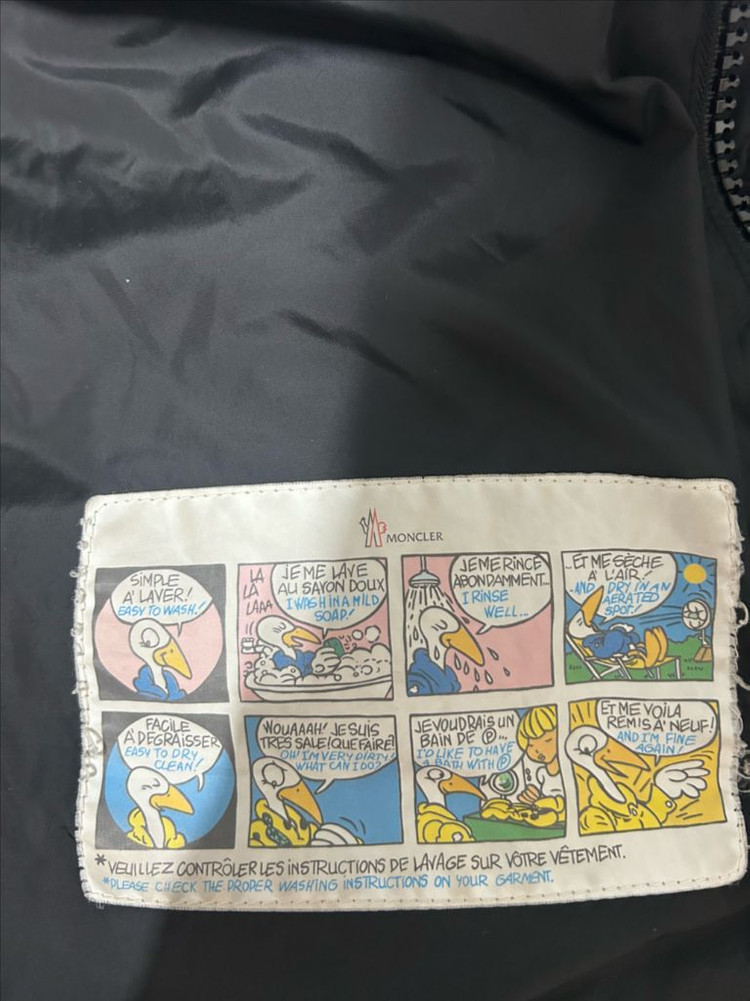 MONCLER
SIMPLE
A' LAVER!
EASY TO WASH!
LA
LA
LAAA
JE ME LAVE
AU SAYON DOUX
I WASH IN A MILD
SOAP!
JE ME RINCE
ABONDAMMENT...
I RINSE
WELL...
...ET ME SÈCHE
A' L'AIR.
...AND DRY IN AN
AERATED
SPOT!
FACILE
A' DEGRAISSER
EASY TO DRY
CLEAN!
WOUAAAH! JE SUIS
TRES SALE! QUE FAIRE?
OH! I'M VERY DIRTY!
WHAT CAN I DO?
JE VOUDRAIS UN
BAIN DE Ⓟ...
I'D LIKE TO HAVE
A BATH WITH Ⓟ
ET ME VOILA
REMIS A' NEUF!
AND I'M FINE
AGAIN!
*VEUILLEZ CONTRÔLER LES INSTRUCTIONS DE LAVAGE SUR VÔTRE VÊTEMENT.
*PLEASE CHECK THE PROPER WASHING INSTRUCTIONS ON YOUR GARMENT.